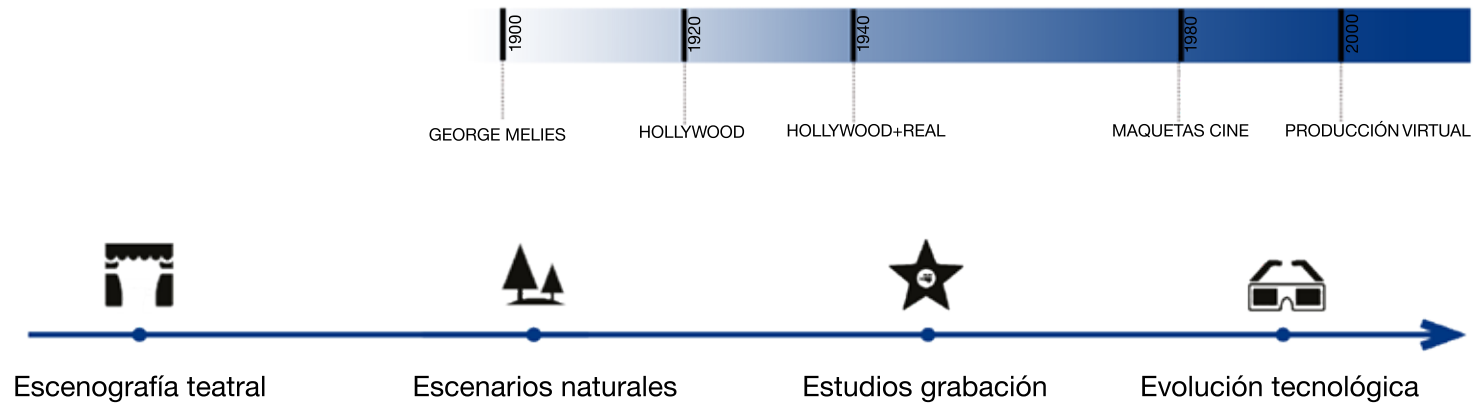 1900
1920
1940
1980
2000
GEORGE MELIES
HOLLYWOOD
HOLLYWOOD+REAL
MAQUETAS CINE
PRODUCCIÓN VIRTUAL
Escenografía teatral
Escenarios naturales
Estudios grabación
Evolución tecnológica